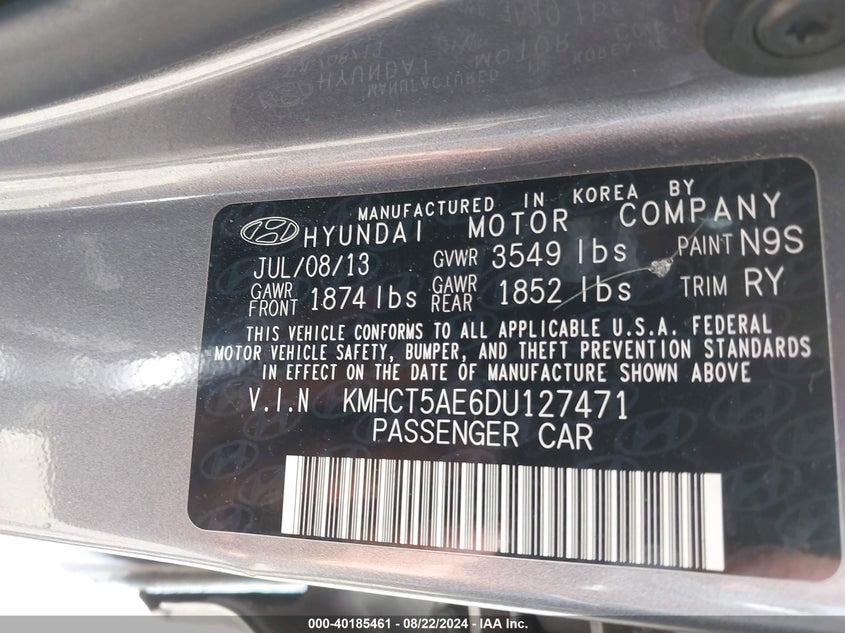 MANUFACTURED IN KOREA BY
HYUNDAI MOTOR COMPANY
JUL/08/13 GVWR 3549 lbs PAINT N9S
GAWR FRONT 1874 lbs GAWR REAR 1852 lbs TRIM RY
THIS VEHICLE CONFORMS TO ALL APPLICABLE U.S.A. FEDERAL
MOTOR VEHICLE SAFETY, BUMPER, AND THEFT PREVENTION STANDARDS
IN EFFECT ON THE DATE OF MANUFACTURE SHOWN ABOVE
V.I.N KMHCT5AE6DU127471
PASSENGER CAR
000-40185461 - 08/22/2024 - IAA Inc.